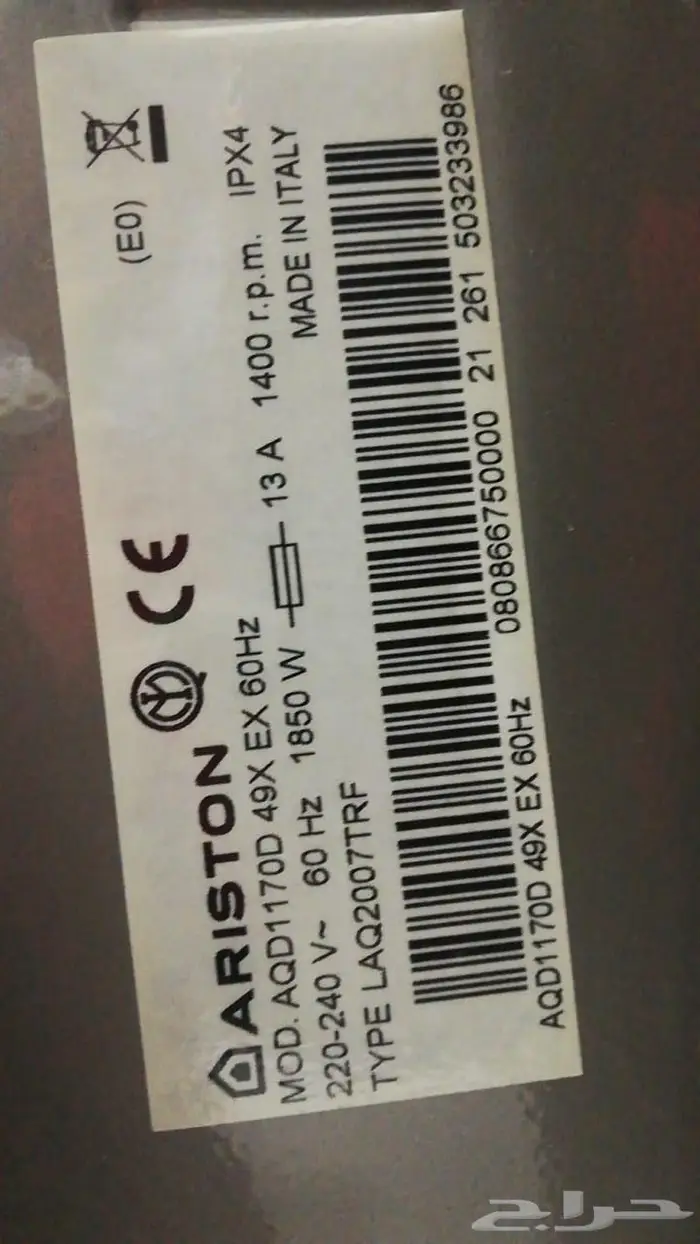 (E0)
ARISTON
CE
MOD. AQD1170D 49X EX 60Hz
220-240 V~ 60 Hz 1850 W 13 A 1400 r.p.m. IPX4
TYPE LAQ2007TRF MADE IN ITALY
080866750000 21 261 503233986
AQD1170D 49X EX 60Hz
حراج